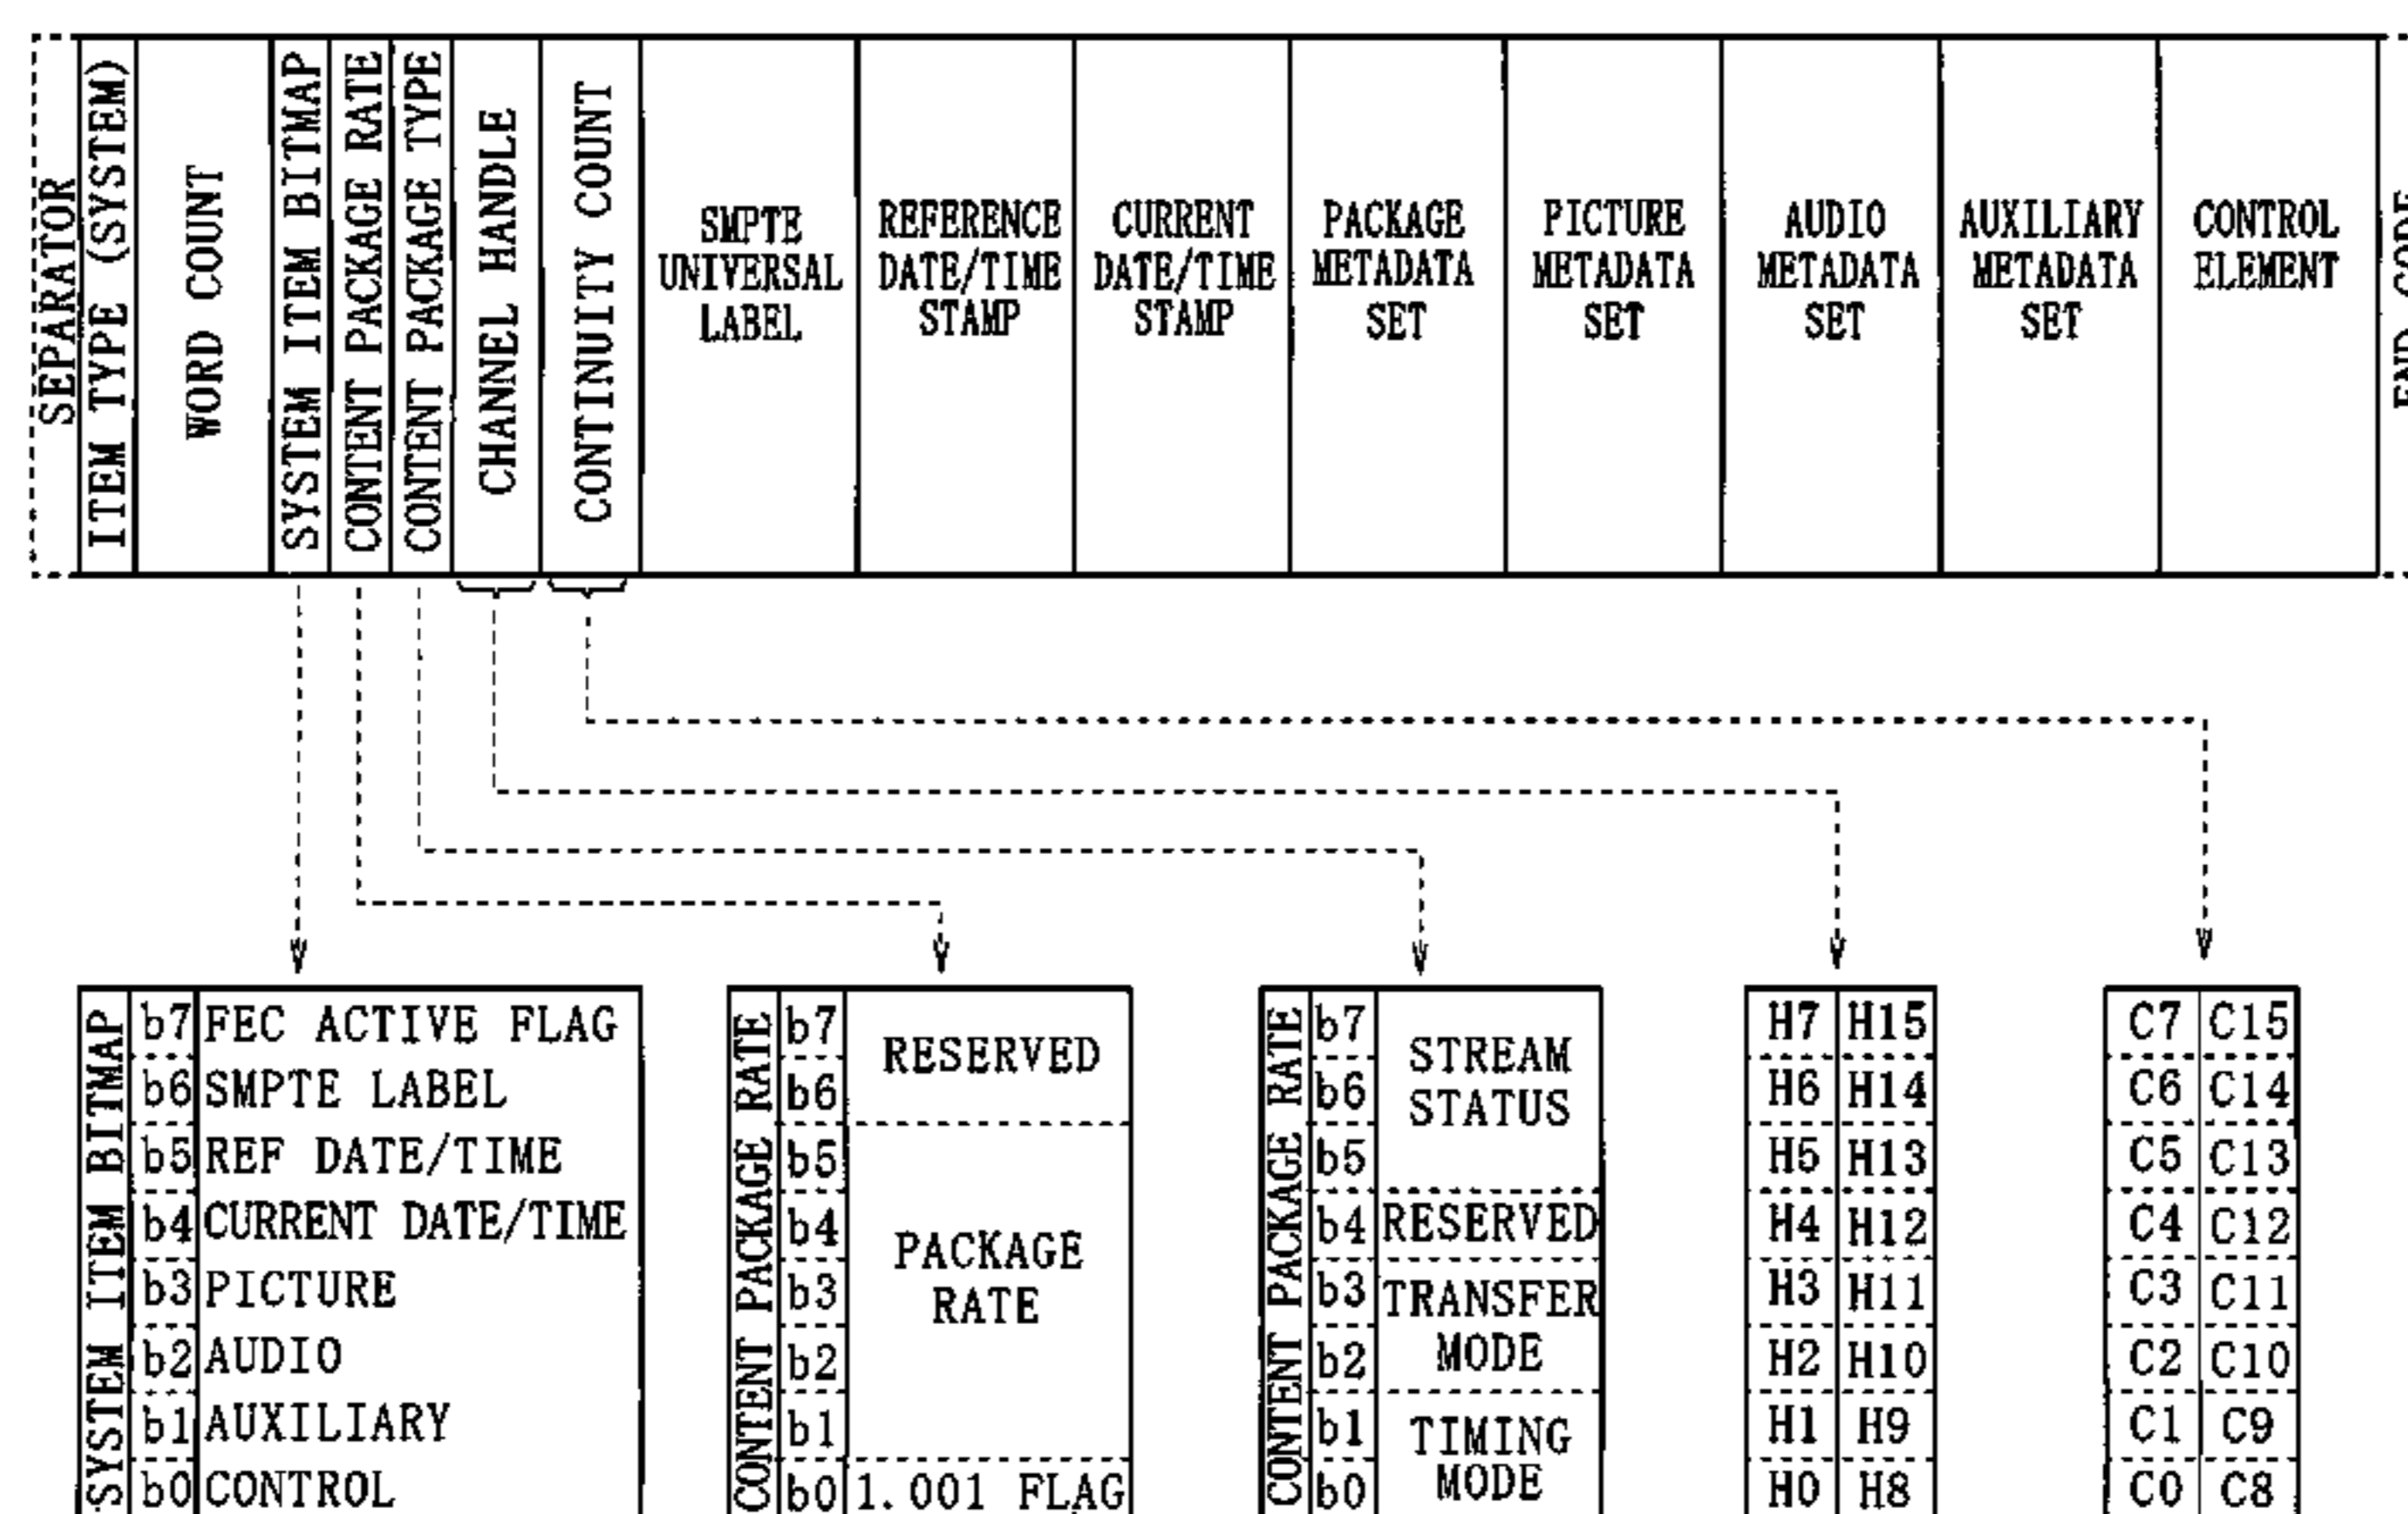 SEPARATOR
ITEM TYPE (SYSTEM)
WORD COUNT
SYSTEM ITEM BITMAP
CONTENT PACKAGE RATE
CONTENT PACKAGE TYPE
CHANNEL HANDLE
CONTINUITY COUNT
SMPTE
UNIVERSAL
LABEL
REFERENCE
DATE/TIME
STAMP
CURRENT
DATE/TIME
STAMP
PACKAGE
METADATA
SET
PICTURE
METADATA
SET
AUDIO
METADATA
SET
AUXILIARY
METADATA
SET
CONTROL
ELEMENT
END CODE
SYSTEM ITEM BITMAP
b7 FEC ACTIVE FLAG
b6 SMPTE LABEL
b5 REF DATE/TIME
b4 CURRENT DATE/TIME
b3 PICTURE
b2 AUDIO
b1 AUXILIARY
b0 CONTROL
CONTENT PACKAGE RATE
b7
b6
b5
b4
b3
b2
b1
b0
RESERVED
PACKAGE
RATE
1.001 FLAG
CONTENT PACKAGE RATE
b7
b6
b5
b4
b3
b2
b1
b0
STREAM
STATUS
RESERVED
TRANSFER
MODE
TIMING
MODE
H7 H15
H6 H14
H5 H13
H4 H12
H3 H11
H2 H10
H1 H9
H0 H8
C7 C15
C6 C14
C5 C13
C4 C12
C3 C11
C2 C10
C1 C9
C0 C8